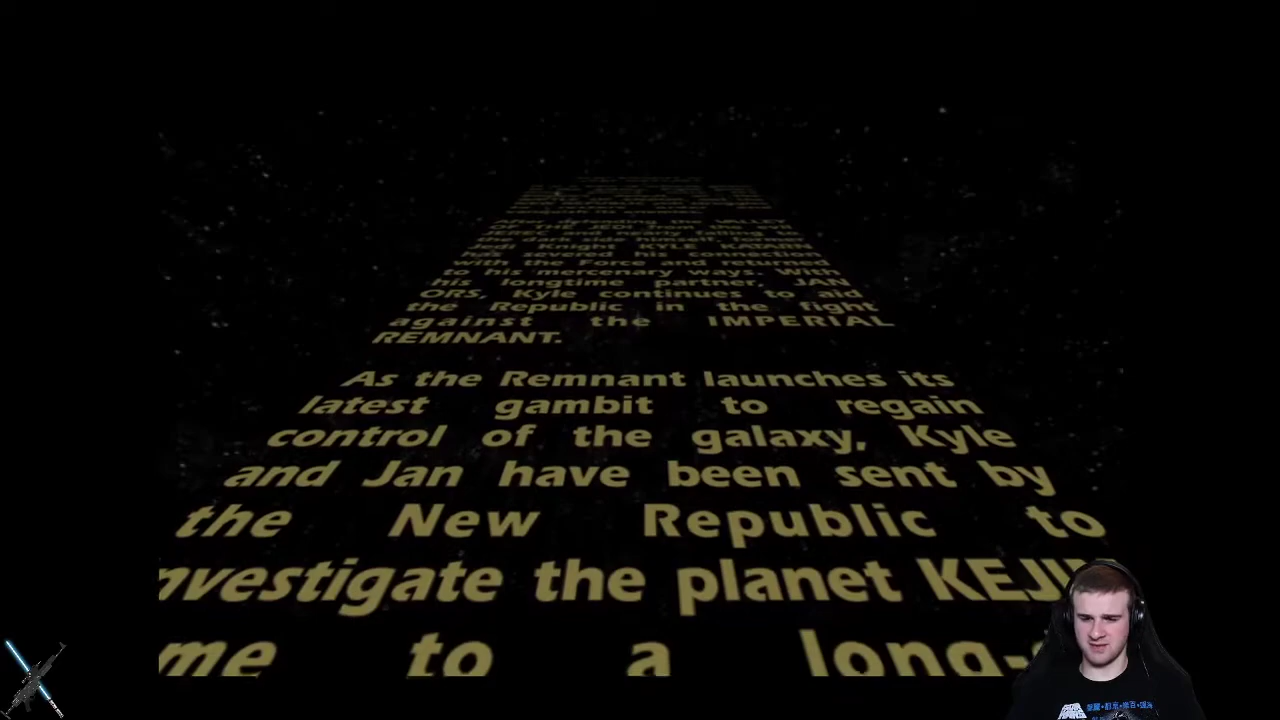 After defending the VALLEY
OF THE JEDI from the evil
JEREC and nearly falling to
the dark side himself, former
Jedi Knight KYLE KATARN
has severed his connection
with the Force and returned
to his mercenary ways. With
his longtime partner, JAN
ORS, Kyle continues to aid
the Republic in the fight
against the IMPERIAL
REMNANT.
As the Remnant launches its
latest gambit to regain
control of the galaxy, Kyle
and Jan have been sent by
the New Republic to
nvestigate the planet KEJI
me to a long-